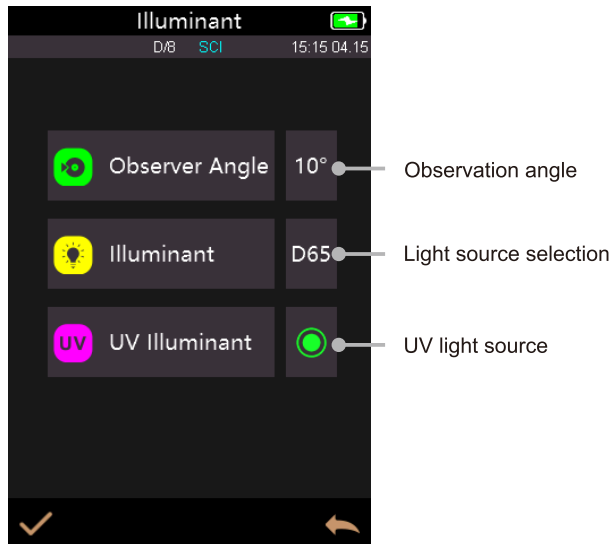 Illuminant
D/8 SCI 15:15 04.15
Observer Angle 10° Observation angle
Illuminant D65 Light source selection
UV UV Illuminant UV light source